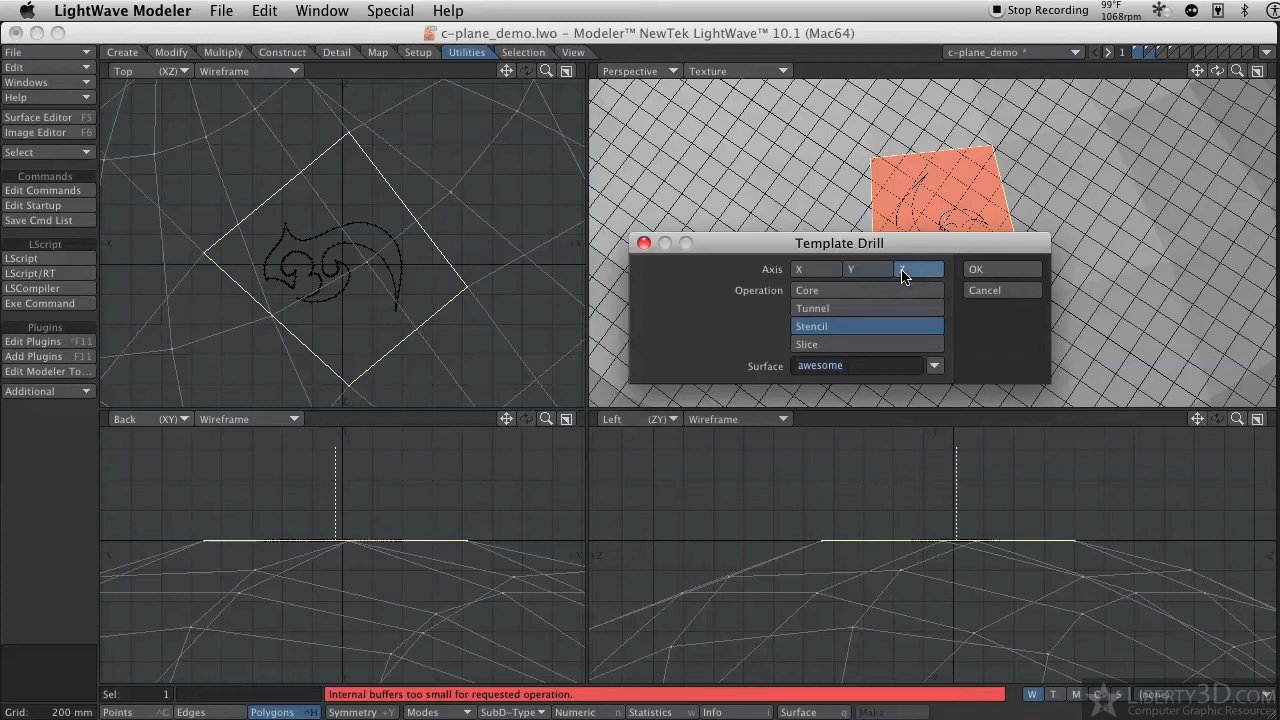 LightWave Modeler File Edit Window Special Help Stop Recording 99°F 1068rpm
c-plane_demo.lwo – Modeler™ NewTek LightWave™ 10.1 (Mac64)
File Create Modify Multiply Construct Detail Map Setup Utilities Selection View c-plane_demo * 1
Edit
Windows
Help
Surface Editor F5
Image Editor F6
Select
Commands
Edit Commands
Edit Startup
Save Cmd List
LScript
LScript
LScript/RT
LSCompiler
Exe Command
Plugins
Edit Plugins ^F11
Add Plugins F11
Edit Modeler To...
Additional
Top (XZ) Wireframe
Perspective Texture
Template Drill
Axis X Y Z OK
Operation Core Cancel
Tunnel
Stencil
Slice
Surface awesome
Back (XY) Wireframe
Left (ZY) Wireframe
Sel: 1 Internal buffers too small for requested operation. W T M C S (none)
Grid: 200 mm Points ^G Edges Polygons ^H Symmetry +Y Modes SubD-Type Numeric n Statistics w Info i Surface q Make
LIBERTY3D.COM
Computer Graphic Resources